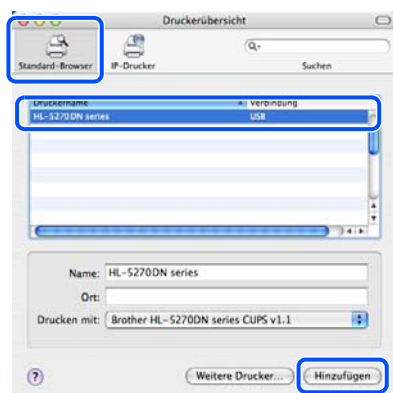 Druckerübersicht
Standard-Browser IP-Drucker Suchen
Druckername Verbindung
HL-5270DN series USB
Name: HL-5270DN series
Ort:
Drucken mit: Brother HL-5270DN series CUPS v1.1
? Weitere Drucker... Hinzufügen